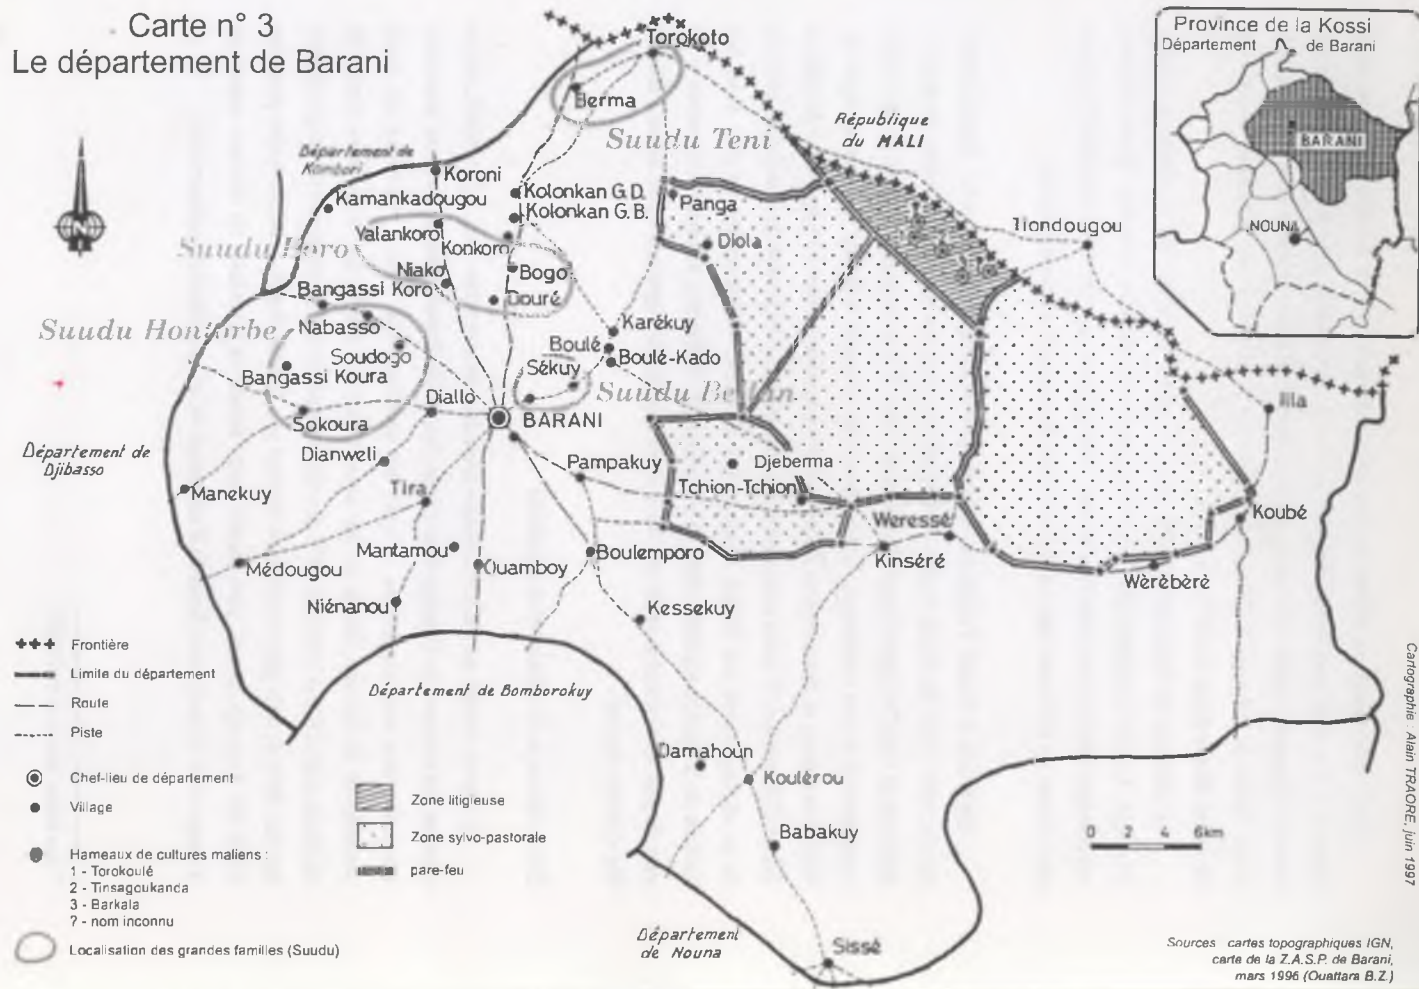 Carte n° 3
Le département de Barani
Province de la Kossi
Département de Barani
BARANI
NOUNA
N
République
du MALI
Torokoto
Berma
Suudu Teni
Département de
Koroni
Kamankadougou
Kolonkan G.D.
Kolonkan G.B.
Panga
Yalankoro
Konkoro
Diola
Niako
Bogo
Bangassi Koro
Douré
Nabasso
Karékuy
Suudu
Soudogo
Boulé
Boulé-Kado
Bangassi Koura
Sékuy
Suudu
Diallo
BARANI
Sokoura
Dianweli
Département de
Djibasso
Pampakuy
Djeberma
Manekuy
Tira
Tchion-Tchion
Weressé
Koubé
Mantamou
Boulemporo
Kinséré
Médougou
Ouamboy
Wèrèbèrè
Niénanou
Kessekuy
Département de Bomborokuy
Damahoun
Koulérou
Babakuy
Département
de Nouna
Sissé
Frontière
Limite du département
Route
Piste
Chef-lieu de département
Village
Hameaux de cultures maliens :
1 - Torokoulé
2 - Tinsagoukanda
3 - Barkala
? - nom inconnu
Localisation des grandes familles (Suudu)
Zone litigieuse
Zone sylvo-pastorale
pare-feu
0 2 4 6km
Cartographie : Alain TRAORE, juin 1997
Sources cartes topographiques IGN,
carte de la Z.A.S.P. de Barani,
mars 1996 (Ouattara B.Z.)